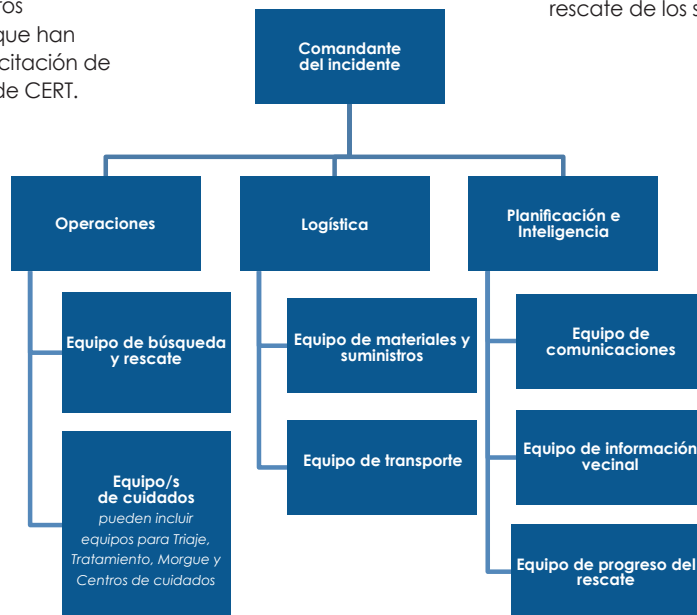 ros
que han
citación de
de CERT.
rescate de los s
Comandante
del incidente
Operaciones
Logística
Planificación e
Inteligencia
Equipo de búsqueda
y rescate
Equipo/s
de cuidados
pueden incluir
equipos para Triaje,
Tratamiento, Morgue y
Centros de cuidados
Equipo de materiales y
suministros
Equipo de transporte
Equipo de
comunicaciones
Equipo de información
vecinal
Equipo de progreso del
rescate